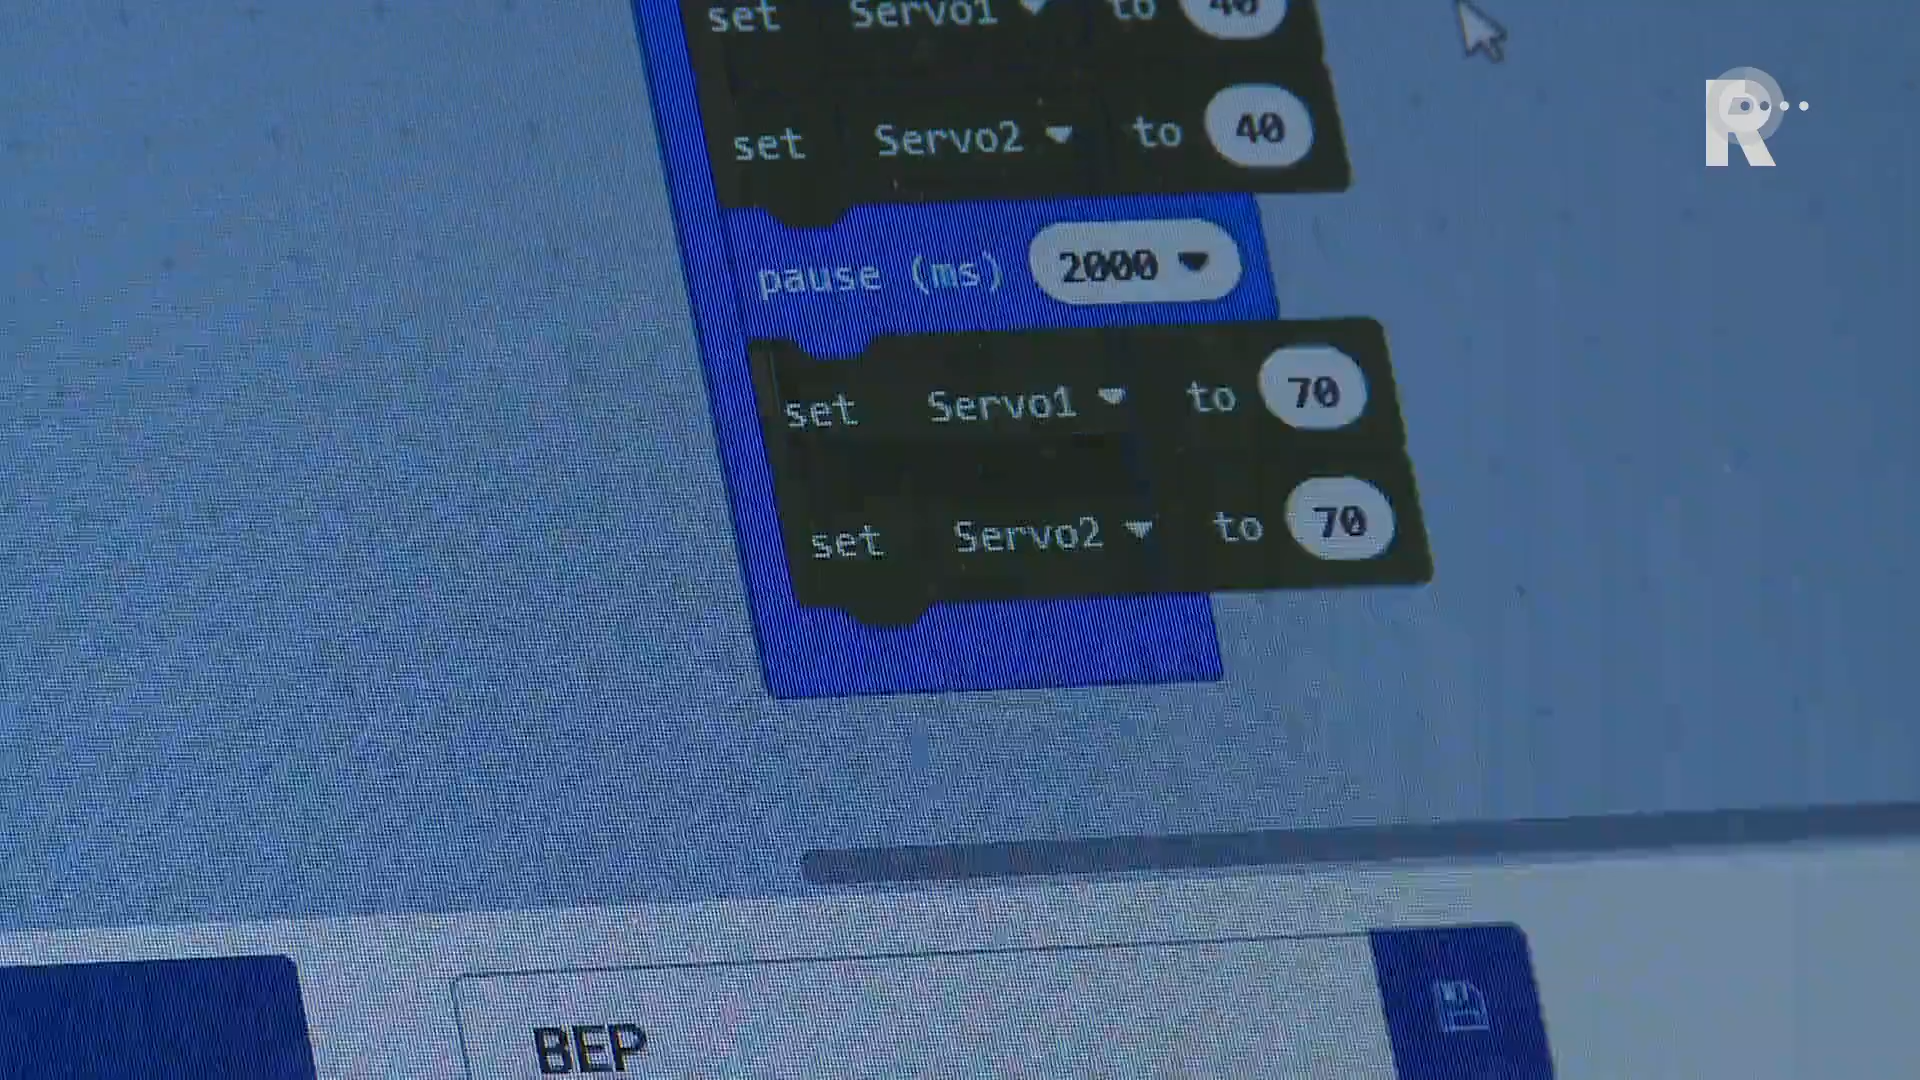 set Servo1 to 40
set Servo2 to 40
pause (ms) 2000
set Servo1 to 70
set Servo2 to 70
BEP
R